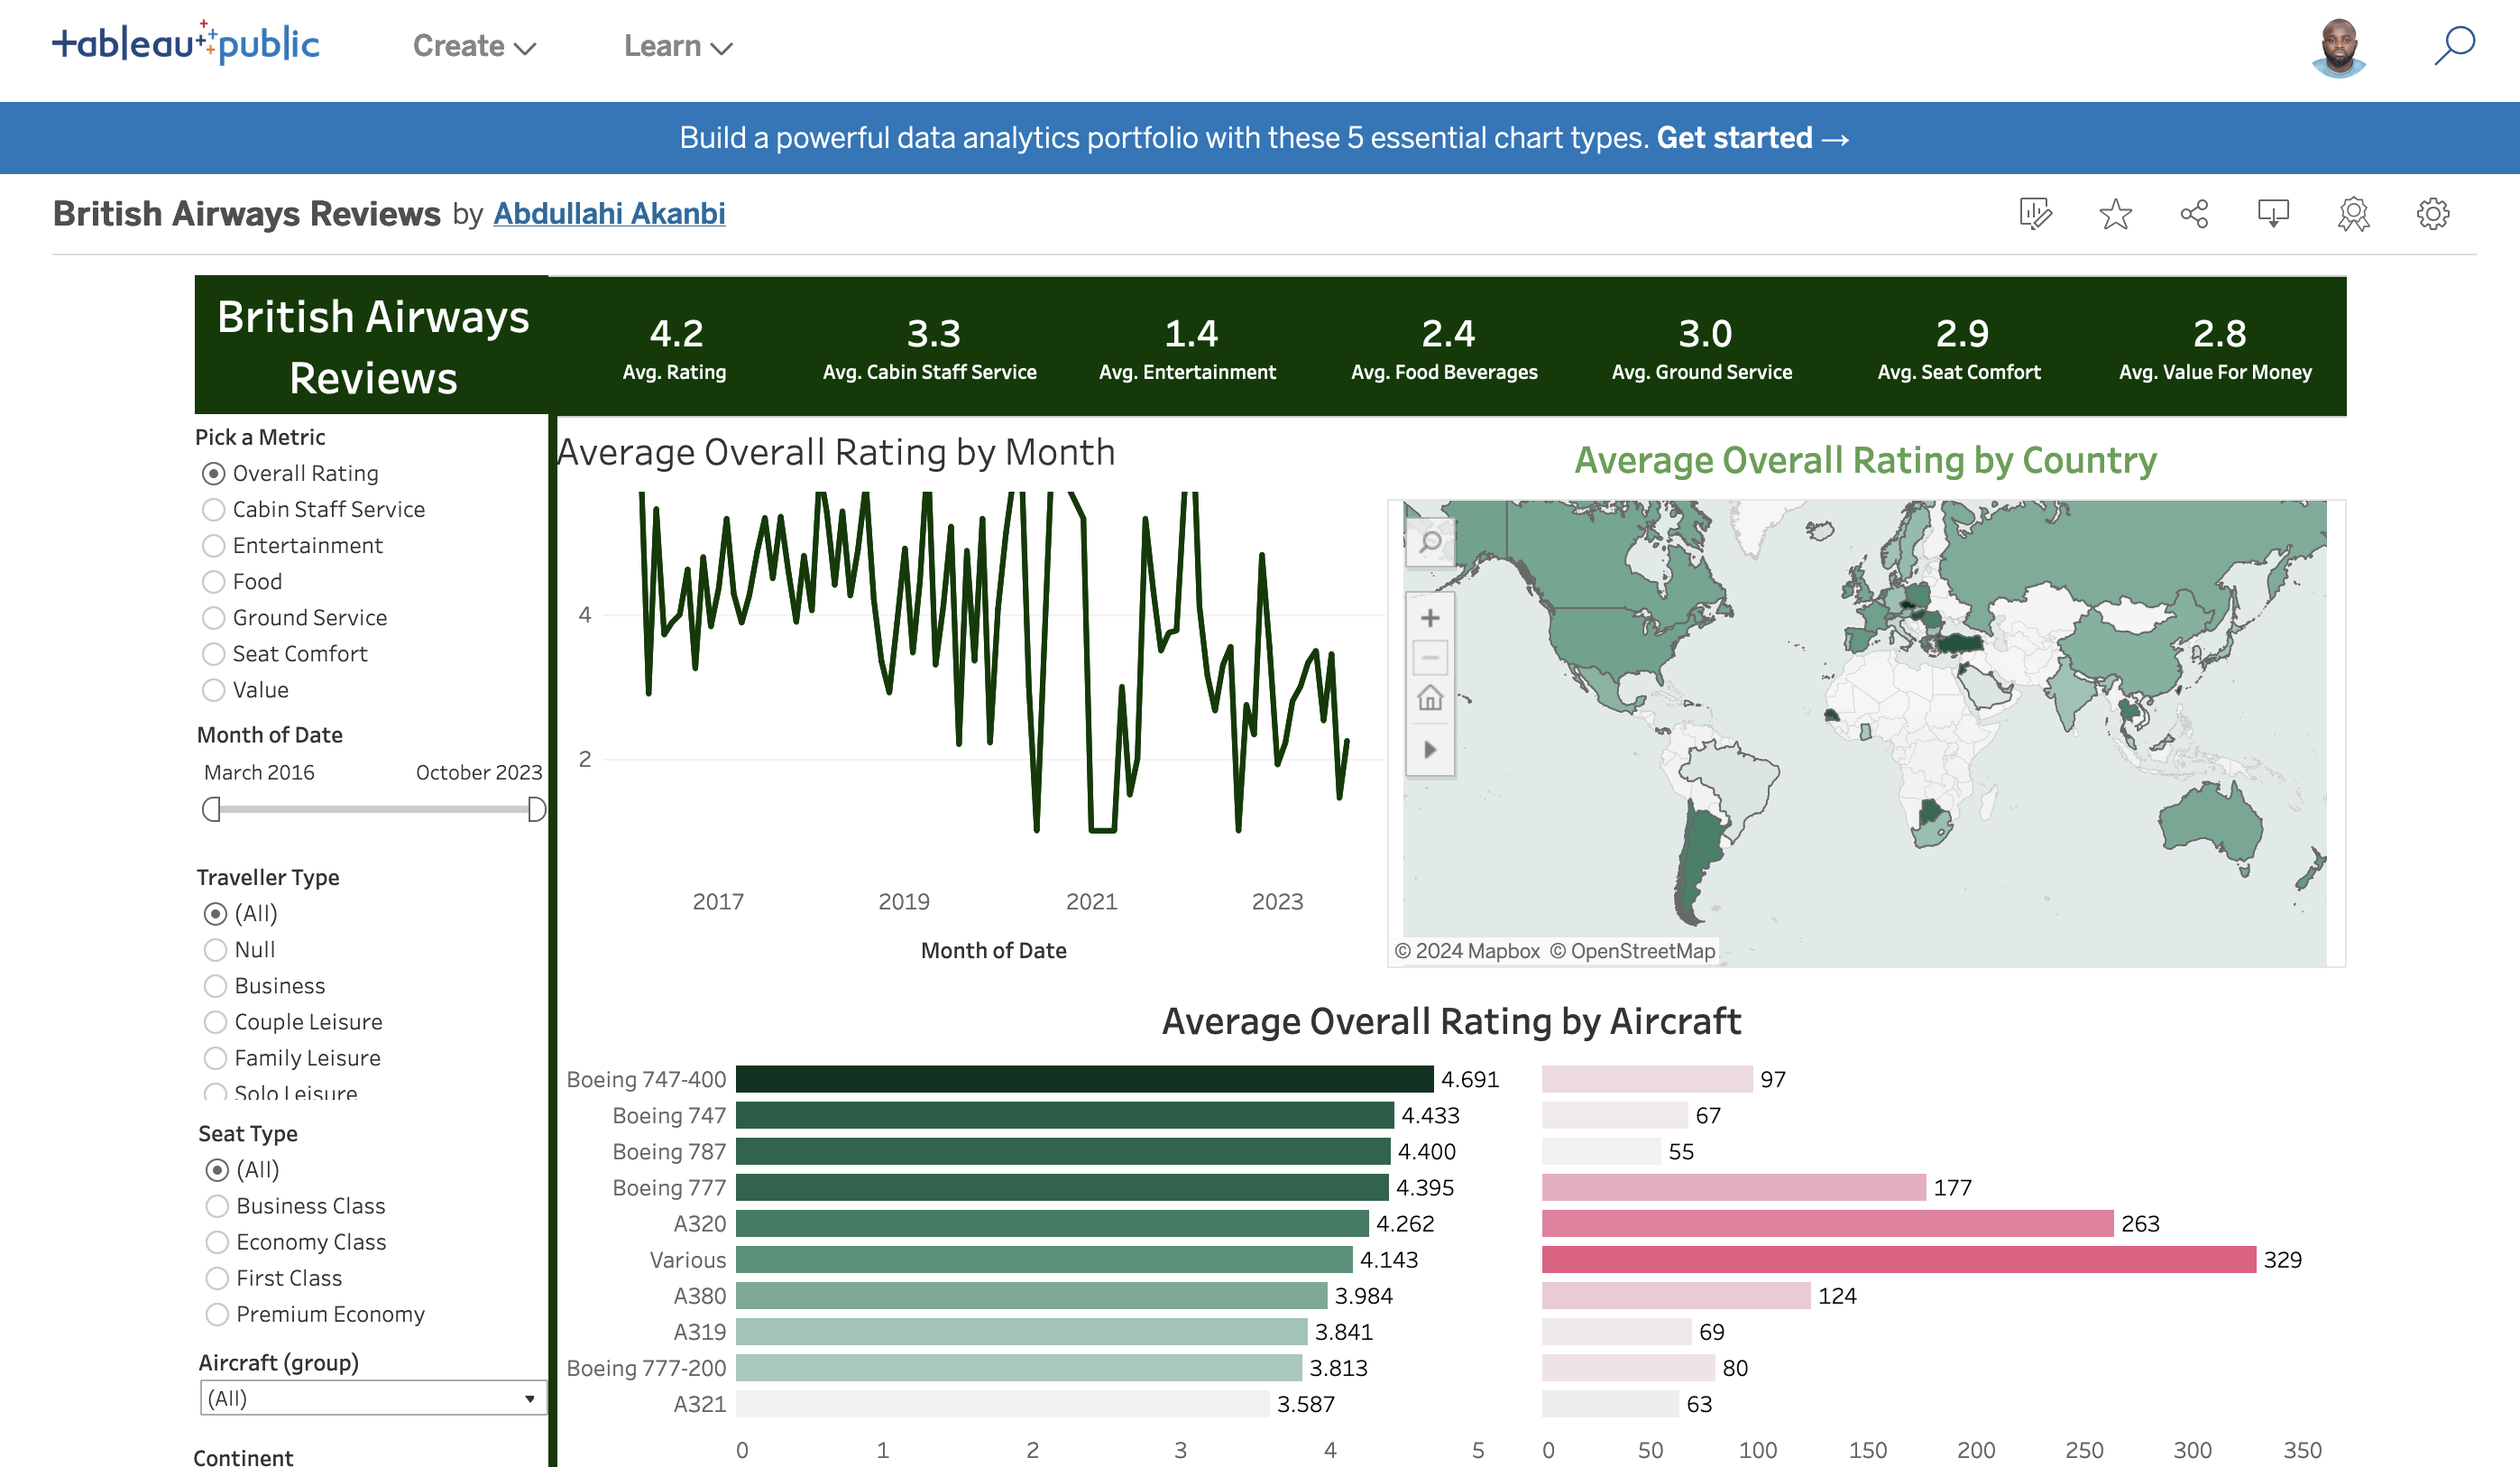 +ableau+public
Create
Learn
Build a powerful data analytics portfolio with these 5 essential chart types. Get started →
British Airways Reviews by Abdullahi Akanbi
British Airways
Reviews
4.2
Avg. Rating
3.3
Avg. Cabin Staff Service
1.4
Avg. Entertainment
2.4
Avg. Food Beverages
3.0
Avg. Ground Service
2.9
Avg. Seat Comfort
2.8
Avg. Value For Money
Pick a Metric
Overall Rating
Cabin Staff Service
Entertainment
Food
Ground Service
Seat Comfort
Value
Month of Date
March 2016
October 2023
Traveller Type
(All)
Null
Business
Couple Leisure
Family Leisure
Solo Leisure
Seat Type
(All)
Business Class
Economy Class
First Class
Premium Economy
Aircraft (group)
(All)
Continent
Average Overall Rating by Month
4
2
2017
2019
2021
2023
Month of Date
Average Overall Rating by Country
© 2024 Mapbox © OpenStreetMap
Average Overall Rating by Aircraft
Boeing 747-400 4.691 97
Boeing 747 4.433 67
Boeing 787 4.400 55
Boeing 777 4.395 177
A320 4.262 263
Various 4.143 329
A380 3.984 124
A319 3.841 69
Boeing 777-200 3.813 80
A321 3.587 63
0 1 2 3 4 5
0 50 100 150 200 250 300 350